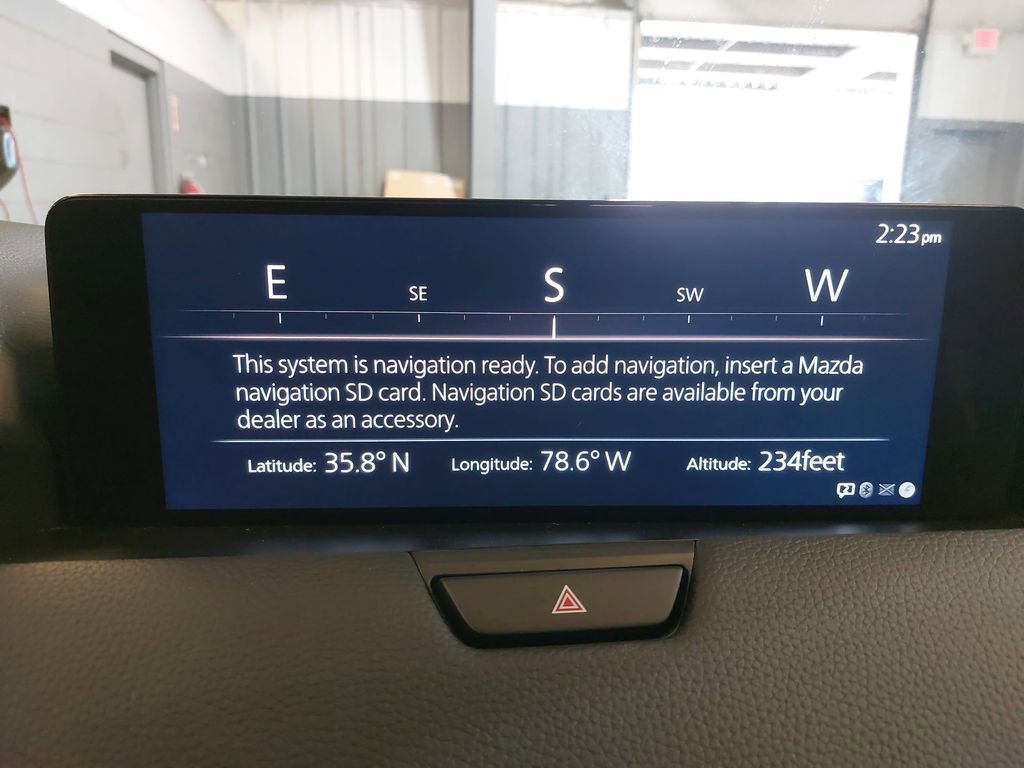 2:23pm
E SE S SW W
This system is navigation ready. To add navigation, insert a Mazda
navigation SD card. Navigation SD cards are available from your
dealer as an accessory.
Latitude: 35.8° N Longitude: 78.6° W Altitude: 234feet